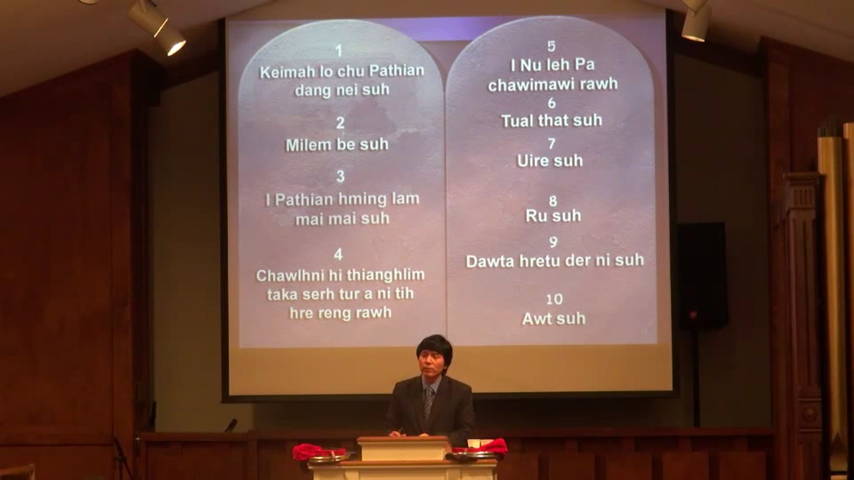 1
Keimah lo chu Pathian
dang nei suh
2
Milem be suh
3
I Pathian hming lam
mai mai suh
4
Chawlhni hi thianghlim
taka serh tur a ni tih
hre reng rawh
5
I Nu leh Pa
chawimawi rawh
6
Tual that suh
7
Uire suh
8
Ru suh
9
Dawta hretu der ni suh
10
Awt suh